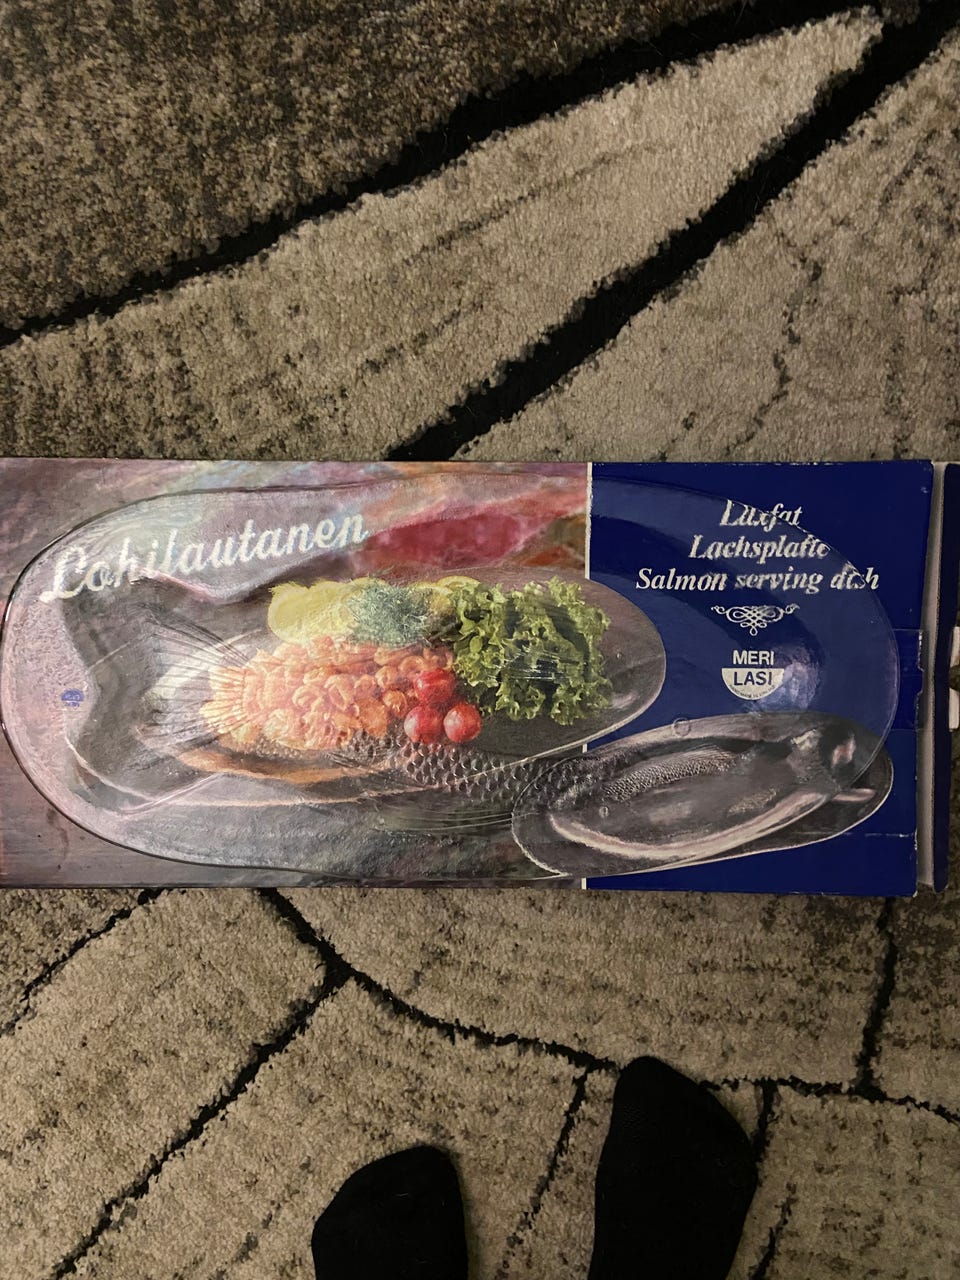 Lohilautanen
Laxfat
Lachsplatte
Salmon serving dish
MERI
LASI